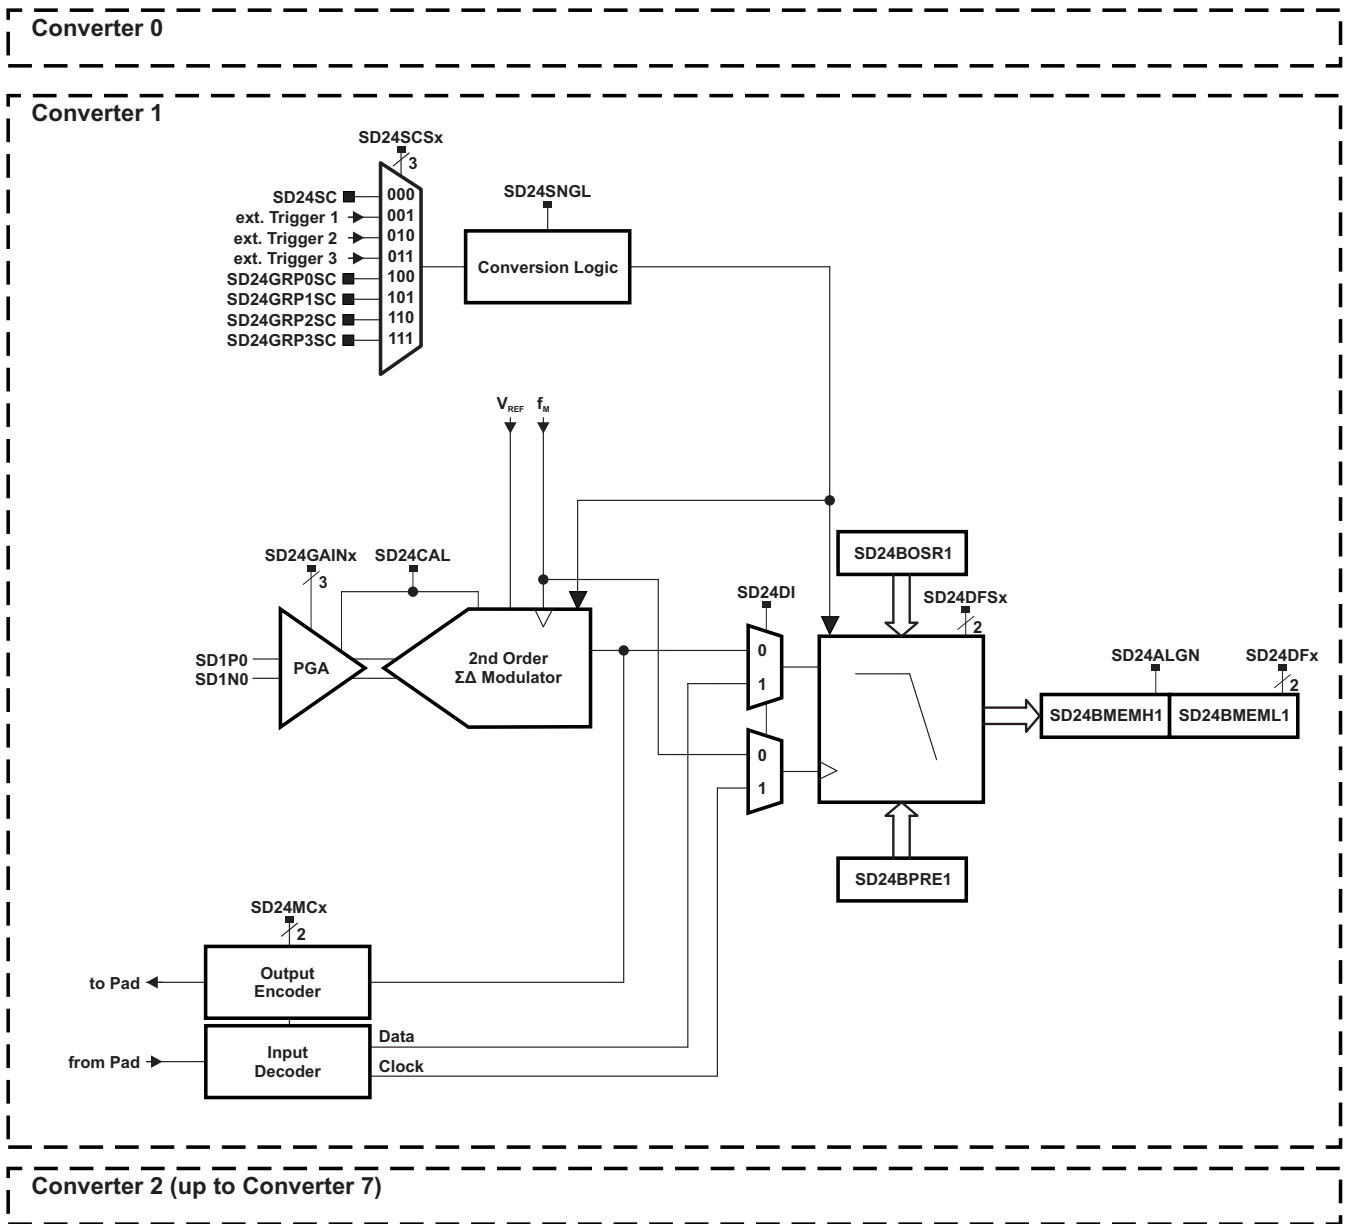 Converter 0
Converter 1
SD24SCSx
3
SD24SC
000
ext. Trigger 1
001
ext. Trigger 2
010
ext. Trigger 3
011
SD24GRP0SC
100
SD24GRP1SC
101
SD24GRP2SC
110
SD24GRP3SC
111
SD24SNGL
Conversion Logic
VREF
fM
SD24GAINx
3
SD24CAL
SD1P0
SD1N0
PGA
2nd Order
ΣΔ Modulator
SD24DI
0
1
0
1
SD24BOSR1
SD24DFSx
2
SD24ALGN
SD24DFx
2
SD24BMEMH1
SD24BMEML1
SD24BPRE1
SD24MCx
2
to Pad
Output
Encoder
from Pad
Input
Decoder
Data
Clock
Converter 2 (up to Converter 7)